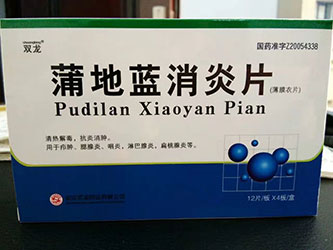 双龙
国药准字Z20054338
蒲地蓝消炎片
(薄膜衣片)
Pudilan Xiaoyan Pian
清热解毒,抗炎消肿。
用于疖肿、腮腺炎、咽炎、淋巴腺炎、扁桃腺炎等。
12片/板 X4板/盒